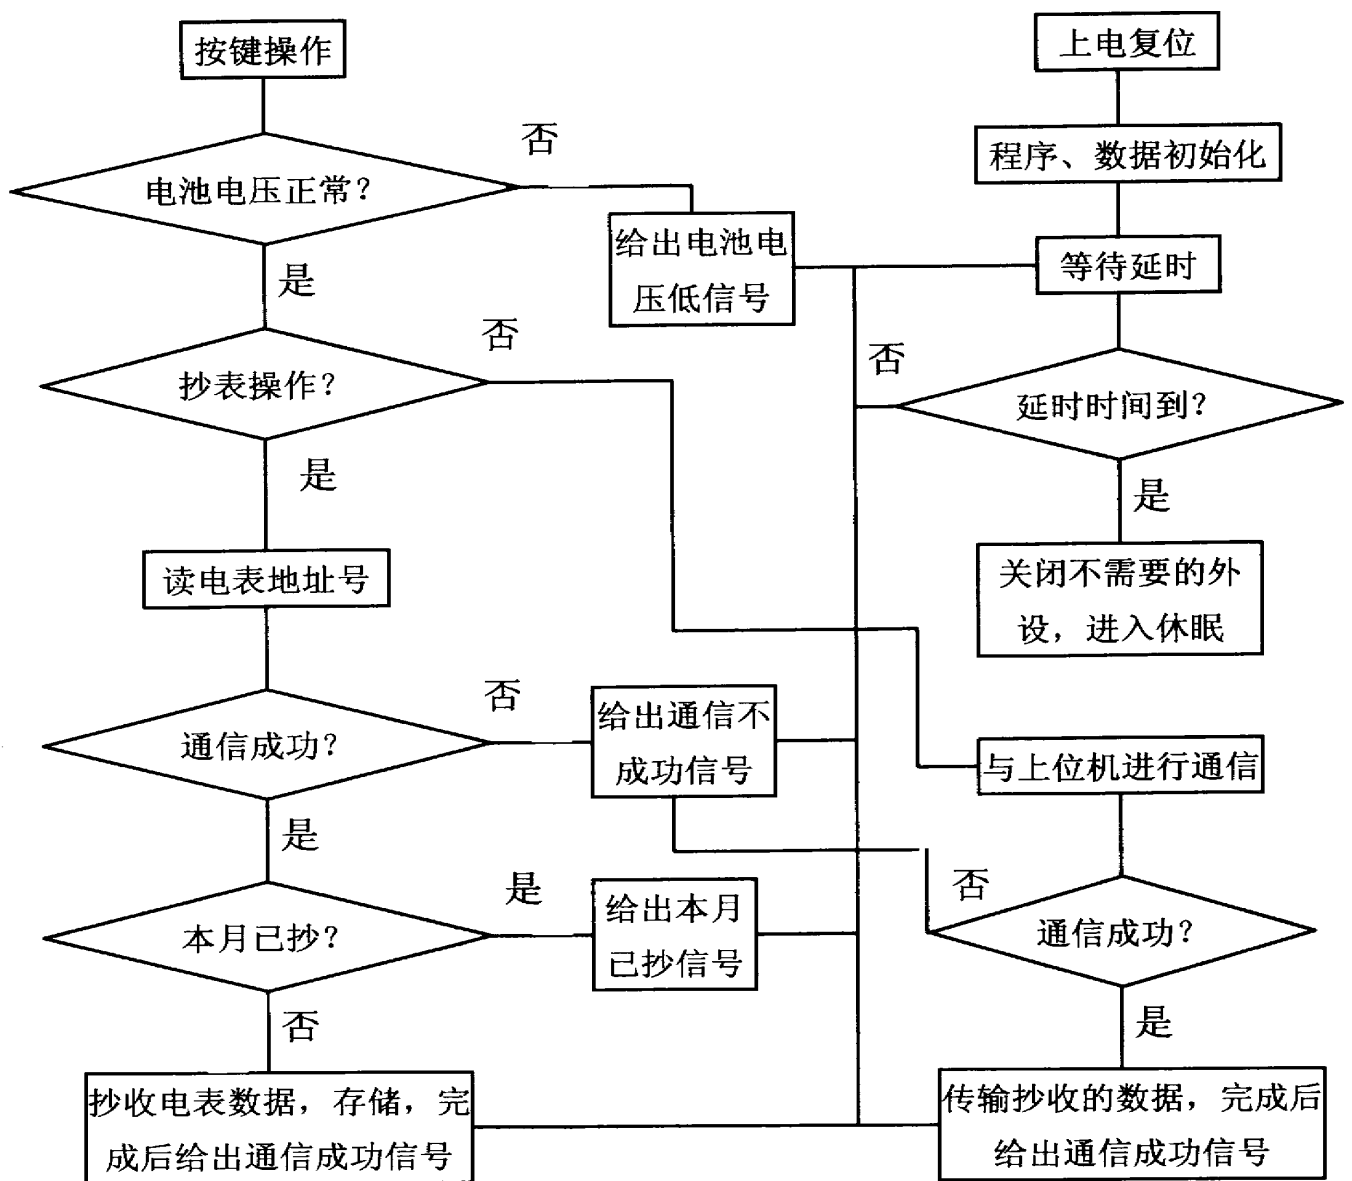 按键操作
上电复位
否
程序、数据初始化
电池电压正常?
给出电池电
压低信号
等待延时
是
否
否
抄表操作?
延时时间到?
是
是
读电表地址号
关闭不需要的外
设，进入休眠
否
给出通信不
成功信号
通信成功?
与上位机进行通信
是
是
否
给出本月
已抄信号
本月已抄?
通信成功?
否
是
抄收电表数据，存储，完
成后给出通信成功信号
传输抄收的数据，完成后
给出通信成功信号